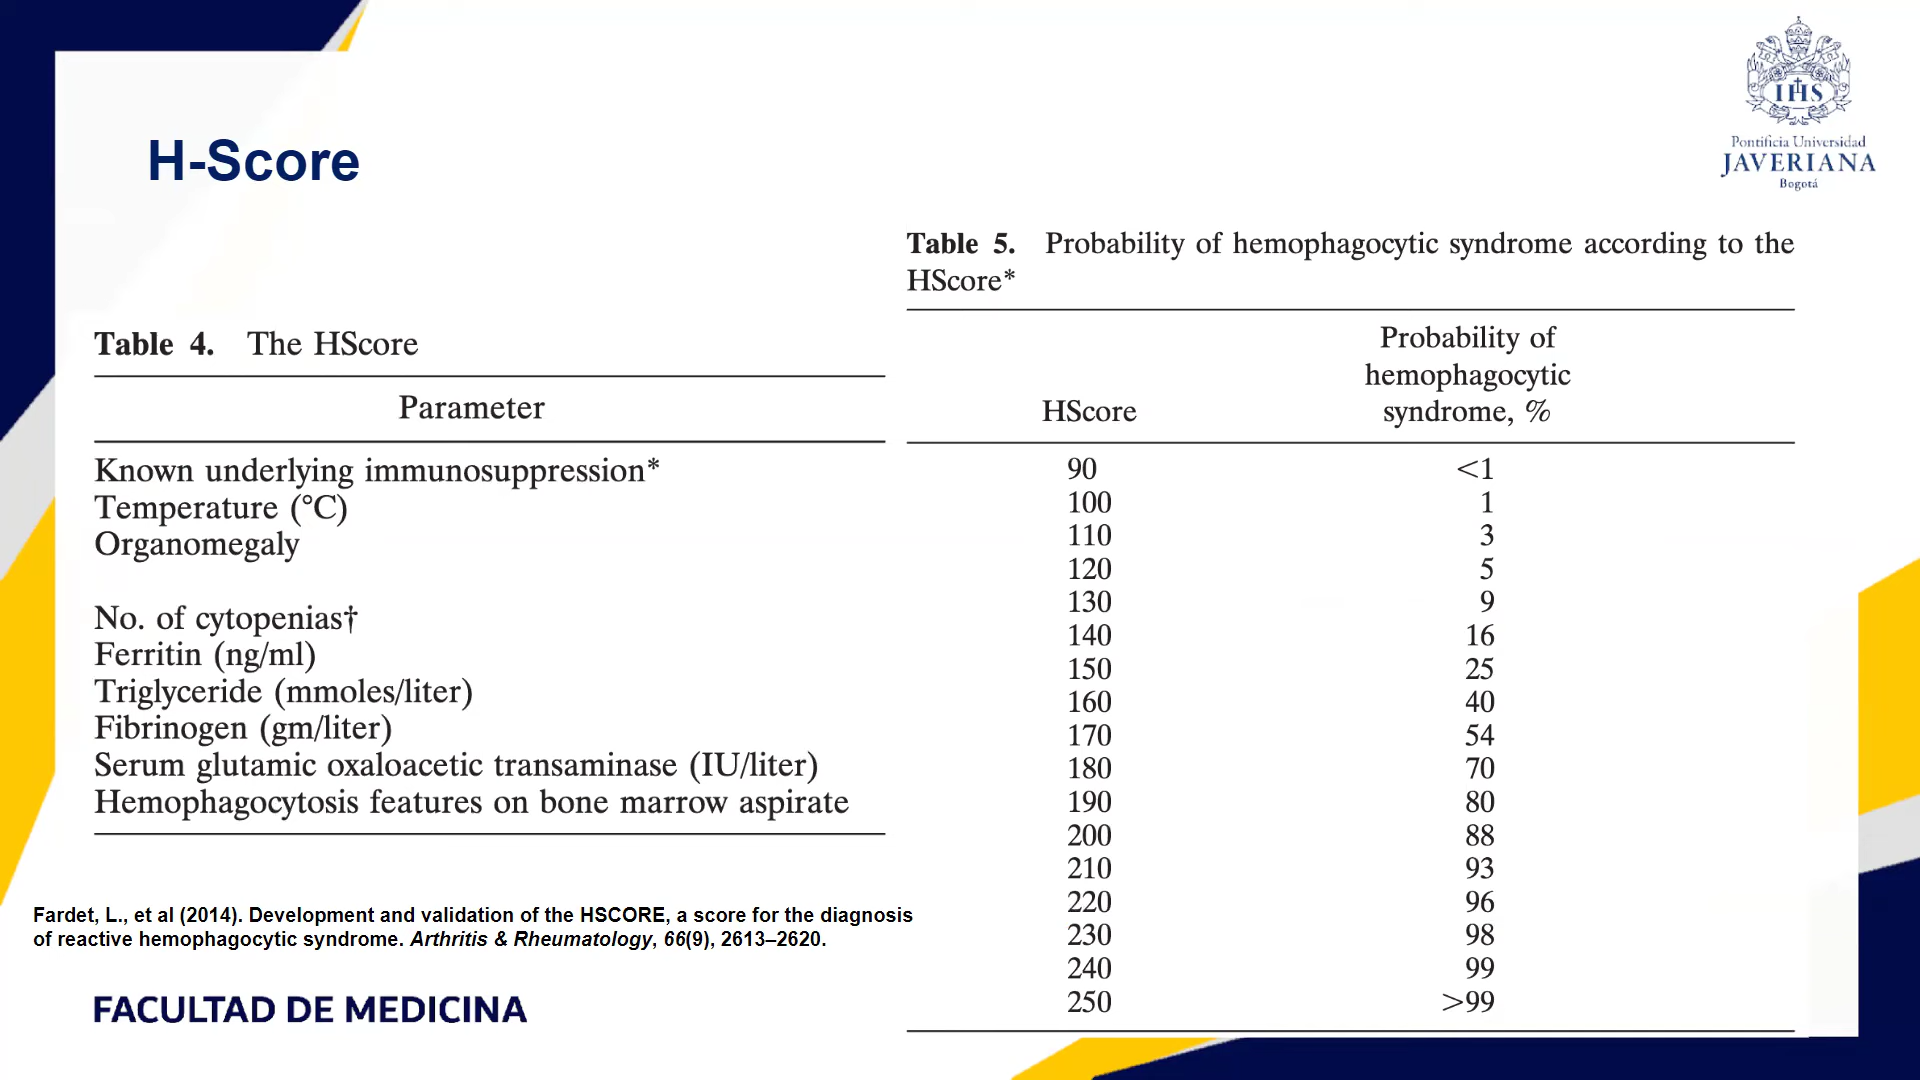 IHS
Pontificia Universidad
JAVERIANA
Bogotá
H-Score
Table 4. The HScore
Parameter
Known underlying immunosuppression*
Temperature (°C)
Organomegaly
No. of cytopenias†
Ferritin (ng/ml)
Triglyceride (mmoles/liter)
Fibrinogen (gm/liter)
Serum glutamic oxaloacetic transaminase (IU/liter)
Hemophagocytosis features on bone marrow aspirate
Table 5. Probability of hemophagocytic syndrome according to the
HScore*
Probability of
hemophagocytic
HScore syndrome, %
90 <1
100 1
110 3
120 5
130 9
140 16
150 25
160 40
170 54
180 70
190 80
200 88
210 93
220 96
230 98
240 99
250 >99
Fardet, L., et al (2014). Development and validation of the HSCORE, a score for the diagnosis
of reactive hemophagocytic syndrome. Arthritis & Rheumatology, 66(9), 2613–2620.
FACULTAD DE MEDICINA